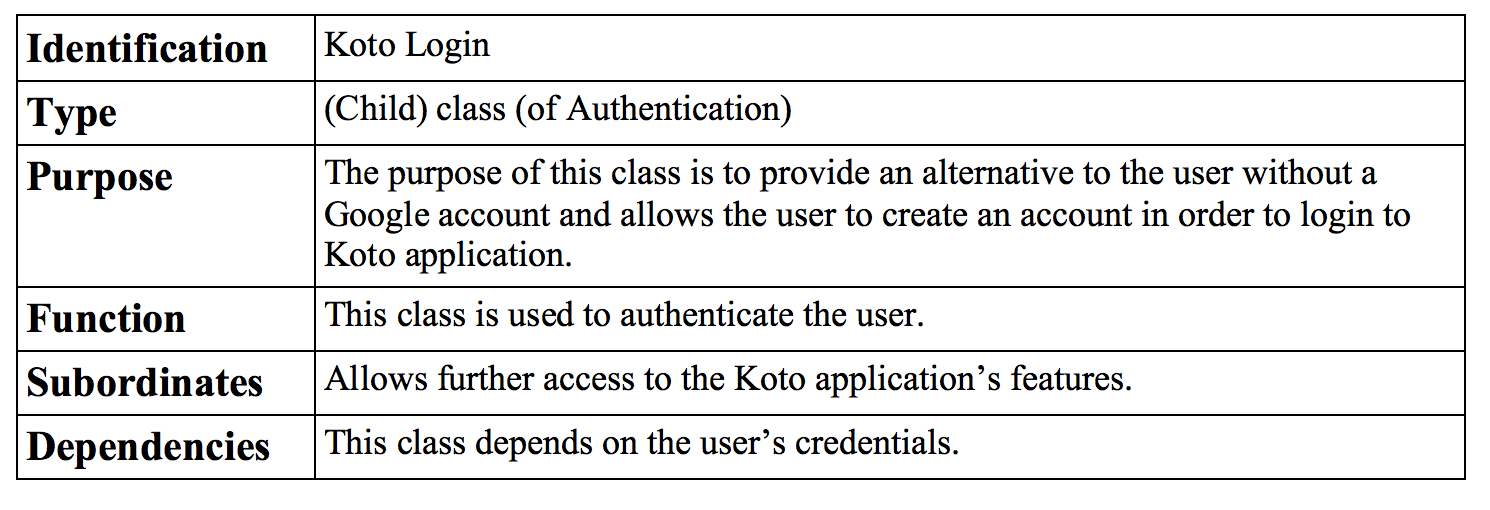 Identification Koto Login
Type (Child) class (of Authentication)
Purpose The purpose of this class is to provide an alternative to the user without a
Google account and allows the user to create an account in order to login to
Koto application.
Function This class is used to authenticate the user.
Subordinates Allows further access to the Koto application’s features.
Dependencies This class depends on the user’s credentials.